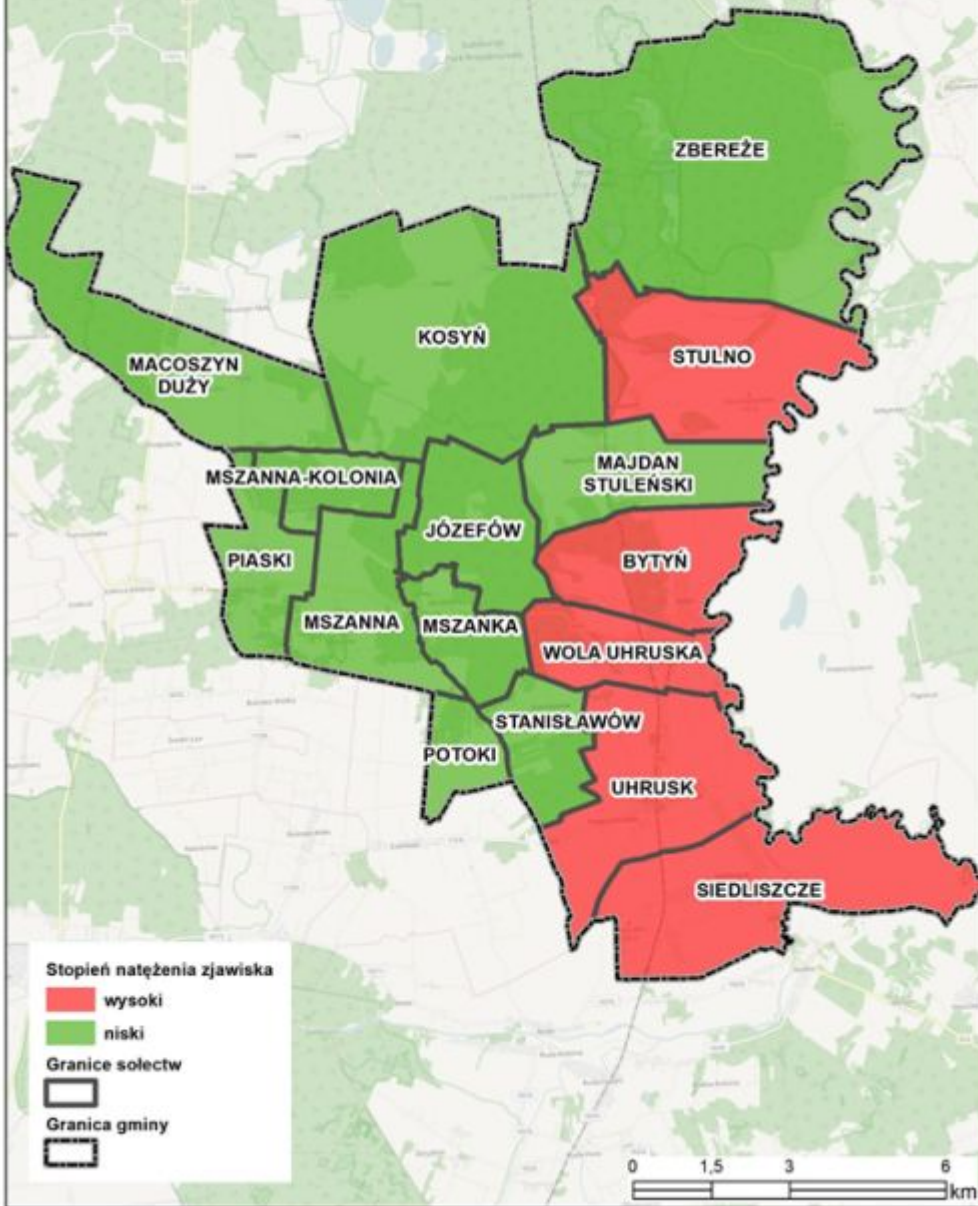 ZBEREŻE
STULNO
KOSYŃ
MACOSZYN
DUŻY
MSZANNA-KOLONIA
MAJDAN
STULEŃSKI
JÓZEFÓW
PIASKI
BYTYŃ
MSZANNA
MSZANKA
WOLA UHRUSKA
STANISŁAWÓW
POTOKI
UHRUSK
SIEDLISZCZE
Stopień natężenia zjawiska
wysoki
niski
Granice sołectw
Granica gminy
0 1,5 3 6
km